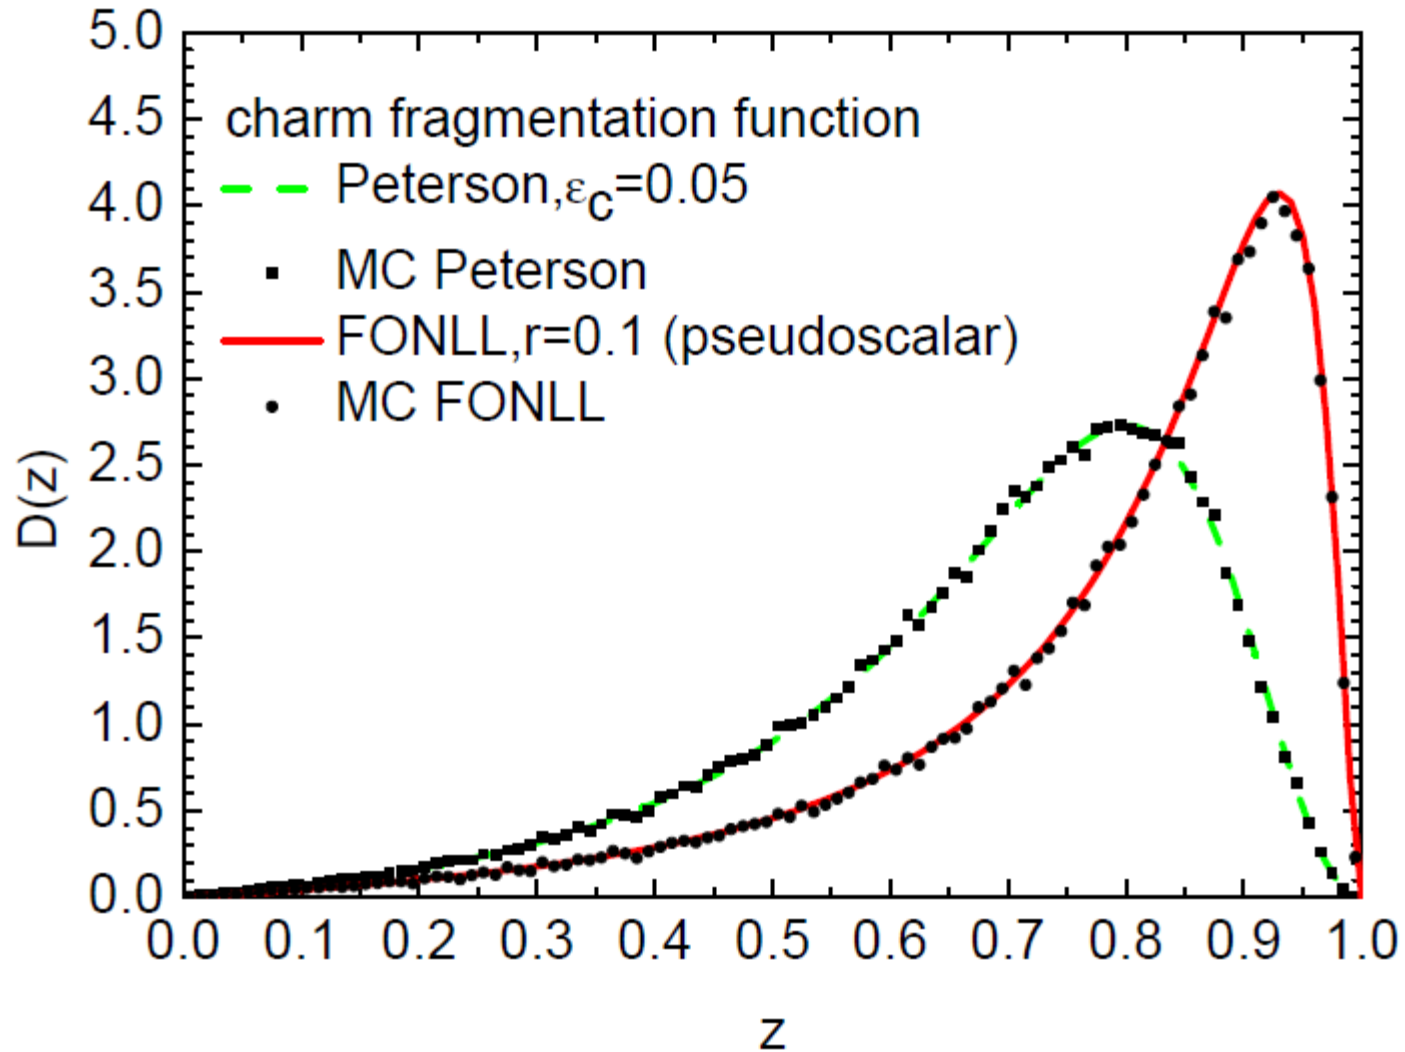 5.0
4.5
4.0
3.5
3.0
2.5
2.0
1.5
1.0
0.5
0.0
D(z)
charm fragmentation function
Peterson,εC=0.05
MC Peterson
FONLL,r=0.1 (pseudoscalar)
MC FONLL
0.0 0.1 0.2 0.3 0.4 0.5 0.6 0.7 0.8 0.9 1.0
z